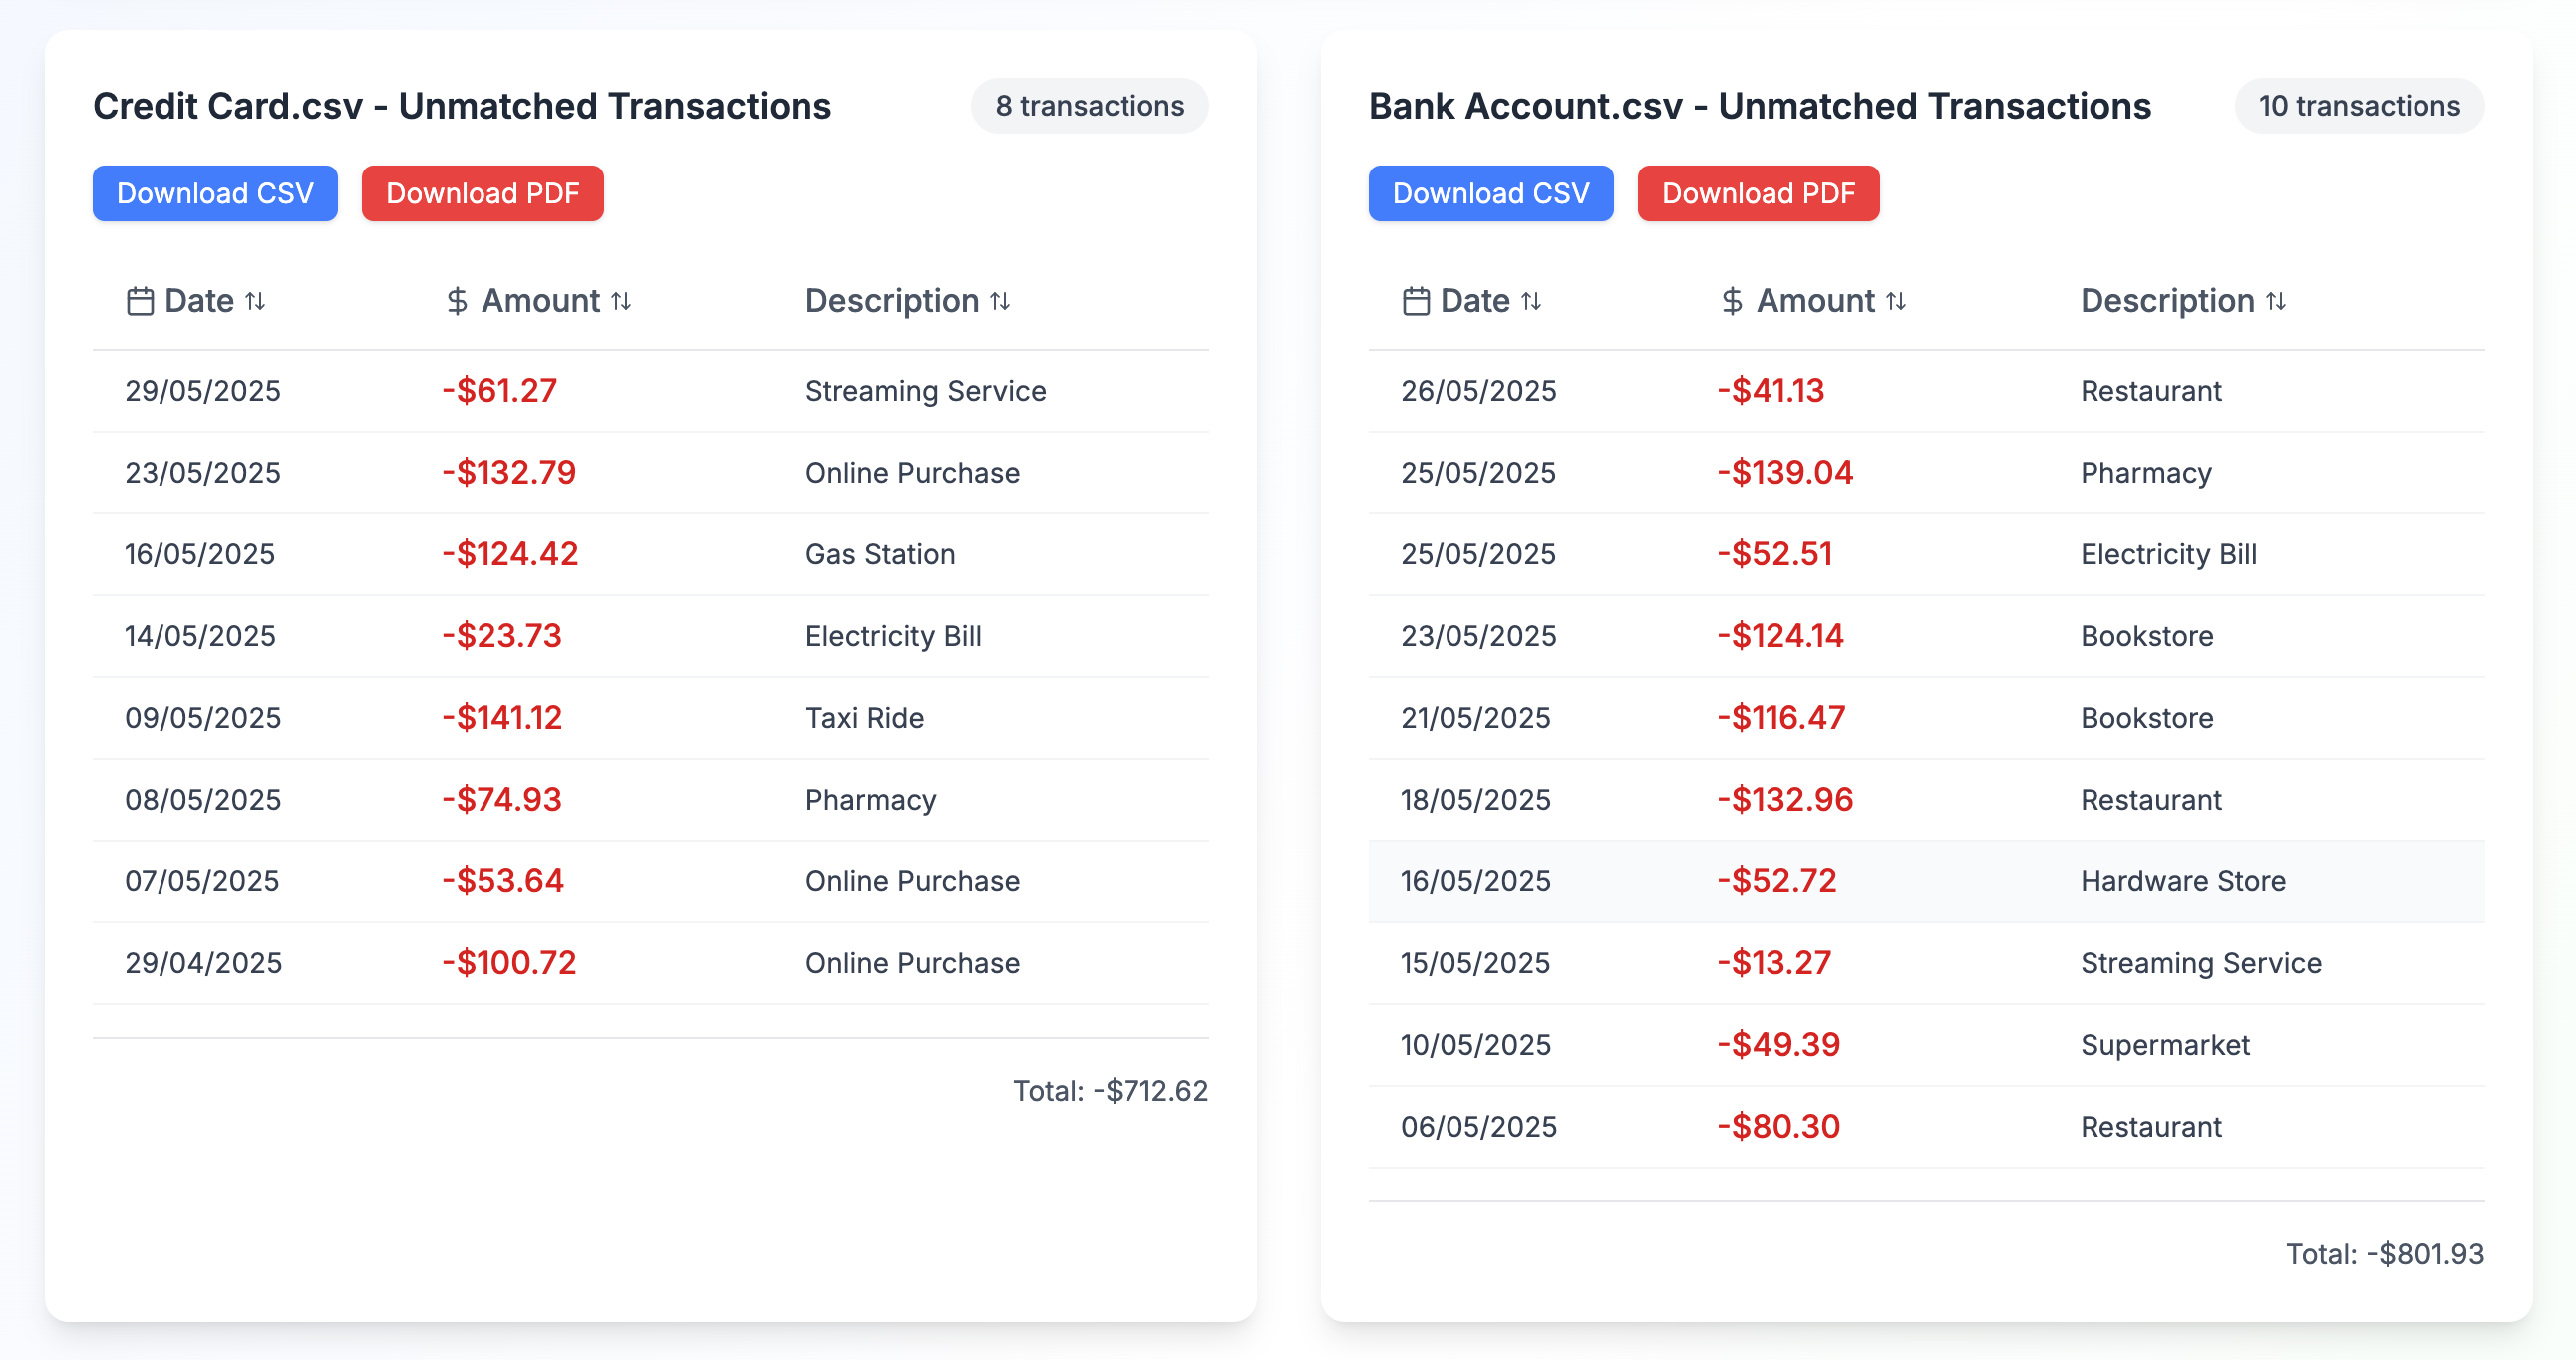 Credit Card.csv - Unmatched Transactions
8 transactions
Download CSV Download PDF
Date Amount Description
29/05/2025 -$61.27 Streaming Service
23/05/2025 -$132.79 Online Purchase
16/05/2025 -$124.42 Gas Station
14/05/2025 -$23.73 Electricity Bill
09/05/2025 -$141.12 Taxi Ride
08/05/2025 -$74.93 Pharmacy
07/05/2025 -$53.64 Online Purchase
29/04/2025 -$100.72 Online Purchase
Total: -$712.62
Bank Account.csv - Unmatched Transactions
10 transactions
Download CSV Download PDF
Date $ Amount Description
26/05/2025 -$41.13 Restaurant
25/05/2025 -$139.04 Pharmacy
25/05/2025 -$52.51 Electricity Bill
23/05/2025 -$124.14 Bookstore
21/05/2025 -$116.47 Bookstore
18/05/2025 -$132.96 Restaurant
16/05/2025 -$52.72 Hardware Store
15/05/2025 -$13.27 Streaming Service
10/05/2025 -$49.39 Supermarket
06/05/2025 -$80.30 Restaurant
Total: -$801.93